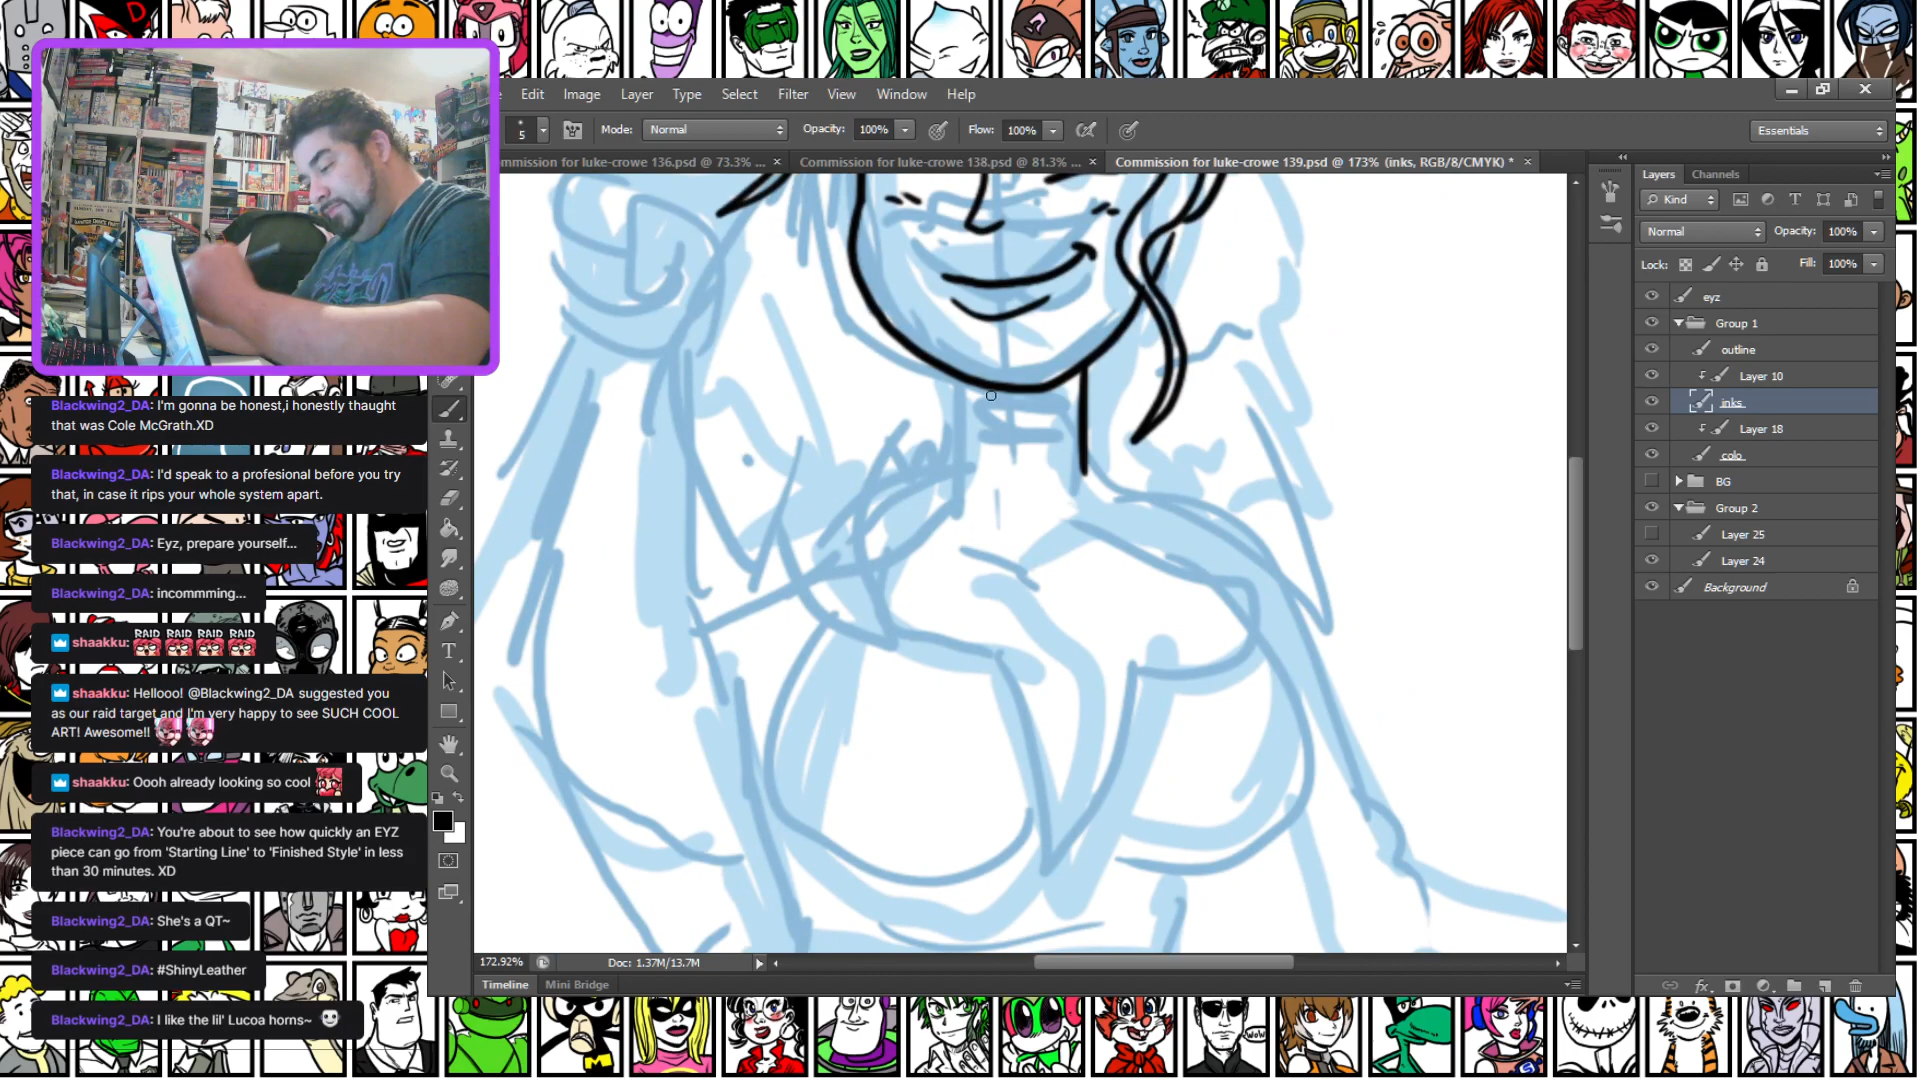 Edit Image Layer Type Select Filter View Window Help
5 Mode: Normal Opacity: 100% Flow: 100% Essentials
mmission for luke-crowe 136.psd @ 73.3% ... × Commission for luke-crowe 138.psd @ 81.3% ... × Commission for luke-crowe 139.psd @ 173% (inks, RGB/8/CMYK) * ×
Layers Channels
Kind
Normal Opacity: 100%
Lock: Fill: 100%
eyz
Group 1
outline
Layer 10
inks
Layer 18
colo
BG
Group 2
Layer 25
Layer 24
Background
Blackwing2_DA: I'm gonna be honest,i honestly thaught
that was Cole McGrath.XD
Blackwing2_DA: I'd speak to a profesional before you try
that, in case it rips your whole system apart.
Blackwing2_DA: Eyz, prepare yourself...
Blackwing2_DA: incommming...
shaakku: RAID RAID RAID RAID
shaakku: Hellooo! @Blackwing2_DA suggested you
as our raid target and I'm very happy to see SUCH COOL
ART! Awesome!!
shaakku: Oooh already looking so cool
Blackwing2_DA: You're about to see how quickly an EYZ
piece can go from 'Starting Line' to 'Finished Style' in less
than 30 minutes. XD
Blackwing2_DA: She's a QT~
Blackwing2_DA: #ShinyLeather
Blackwing2_DA: I like the lil' Lucoa horns~
172.92% Doc: 1.37M/13.7M
Timeline Mini Bridge
WOW